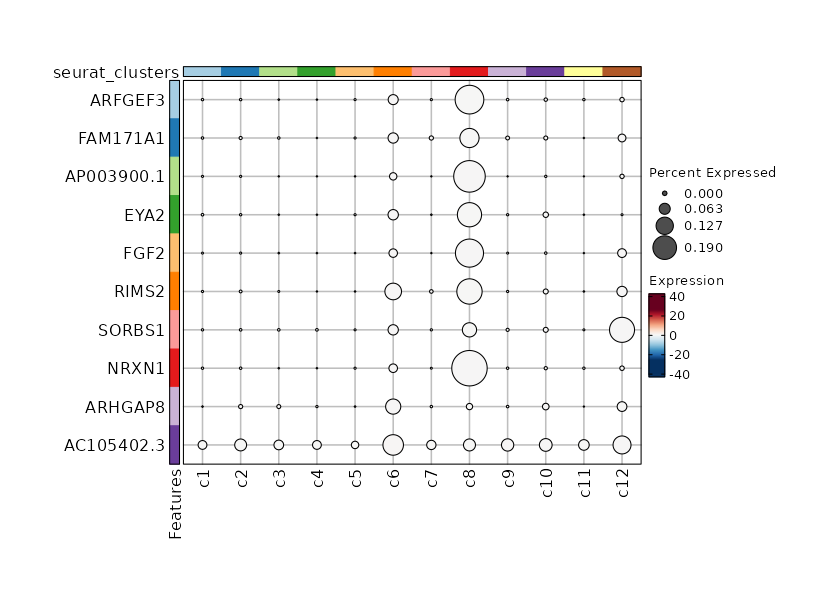 seurat_clusters
ARFGEF3
FAM171A1
AP003900.1
EYA2
FGF2
RIMS2
SORBS1
NRXN1
ARHGAP8
AC105402.3
Features
c1
c2
c3
c4
c5
c6
c7
c8
c9
c10
c11
c12
Percent Expressed
0.000
0.063
0.127
0.190
Expression
40
20
0
-20
-40